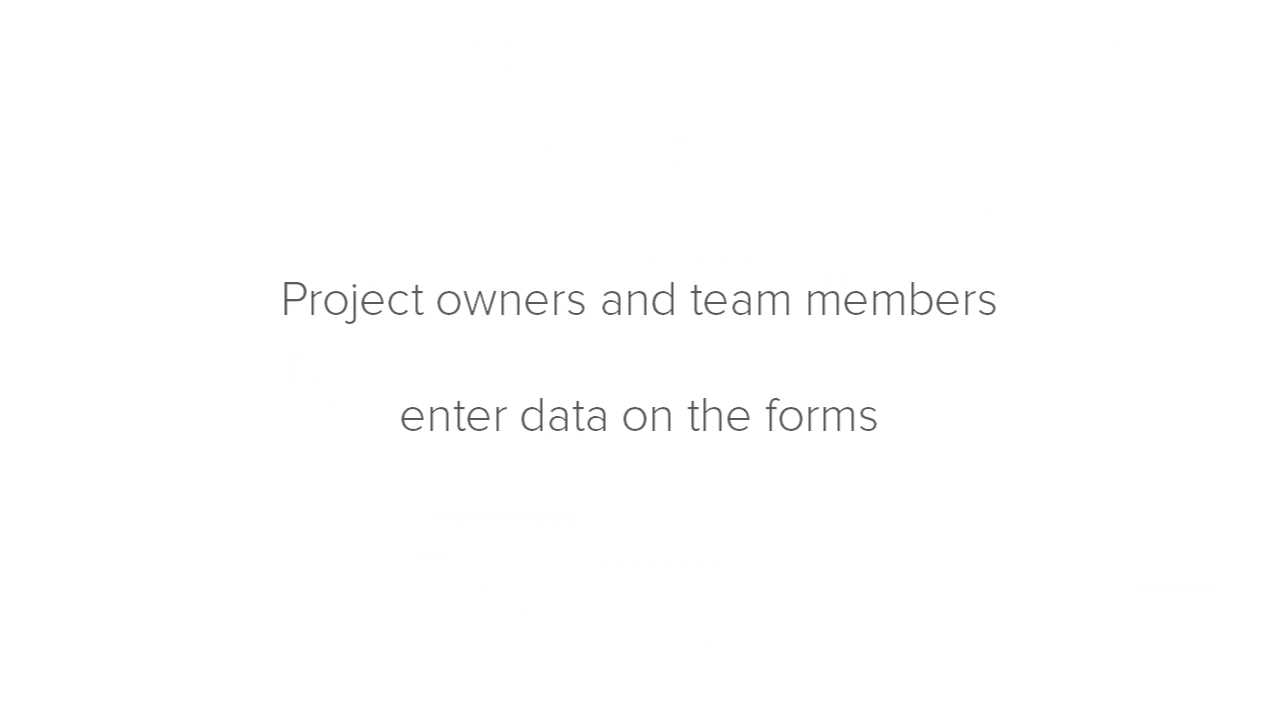 Project owners and team members
enter data on the forms